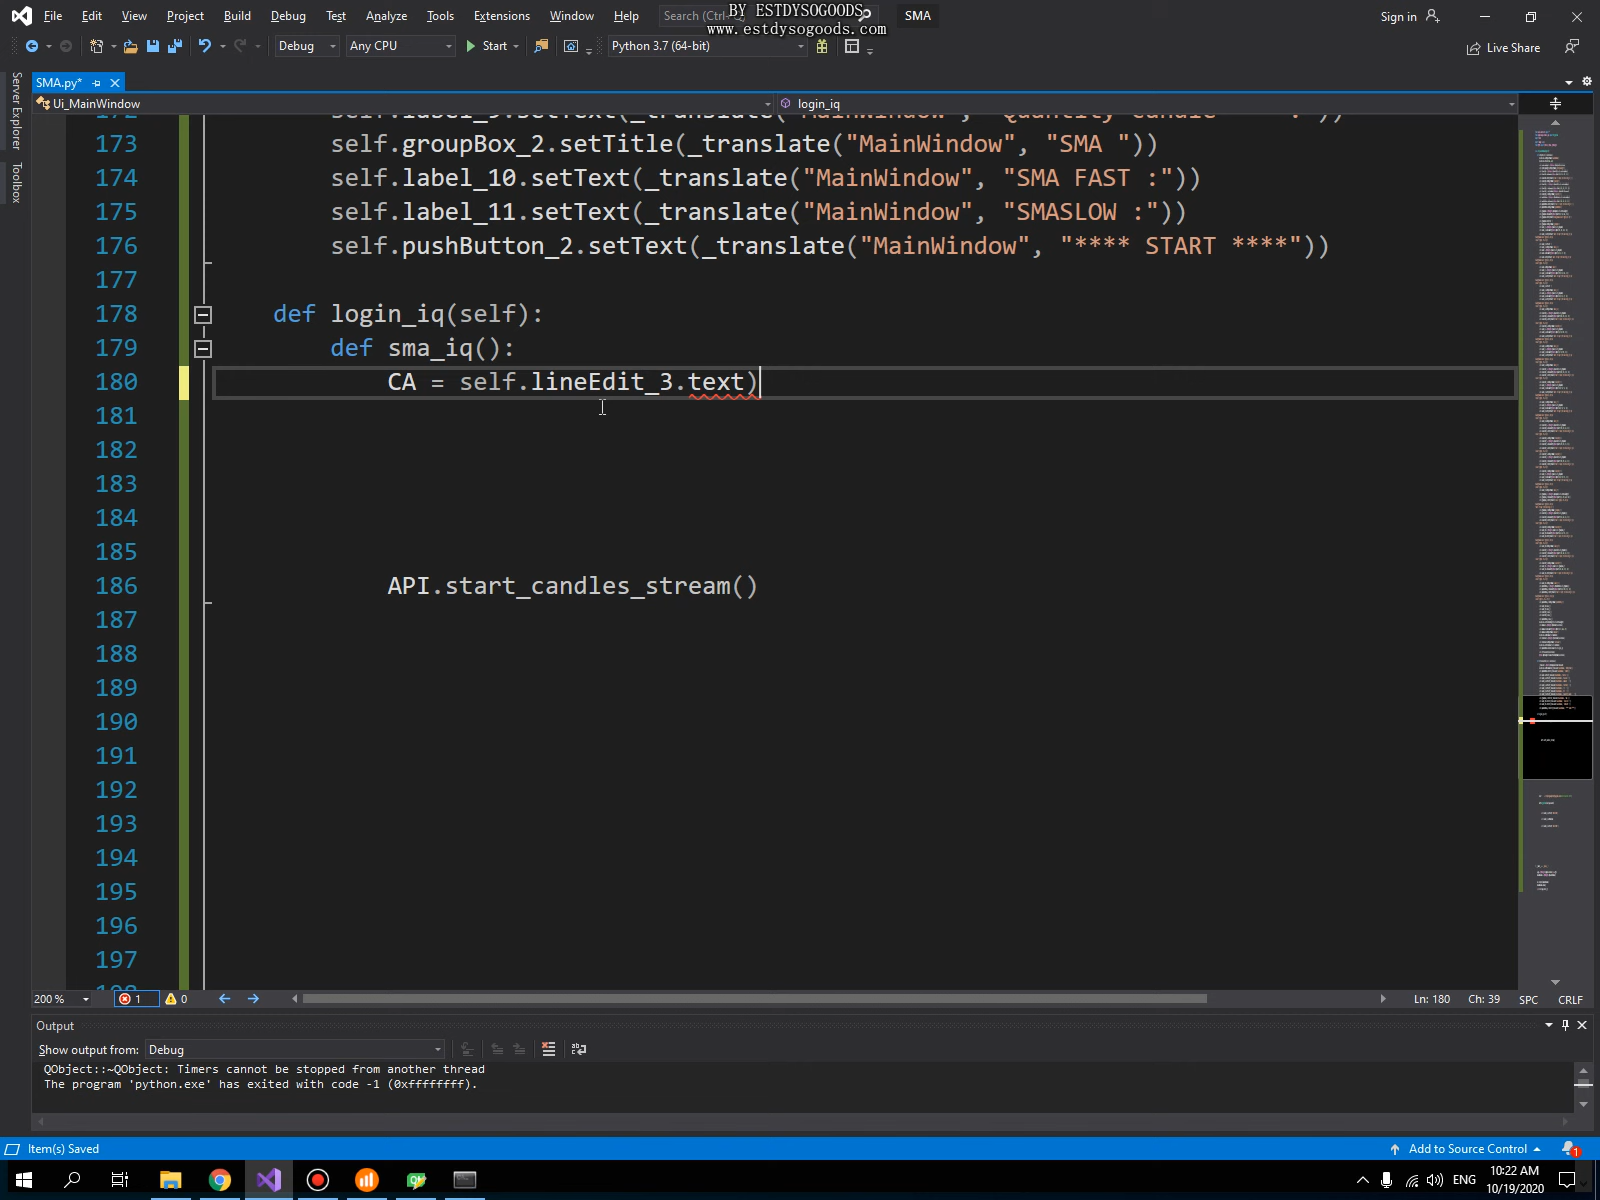 BY ESTDYSOGOODS
www.estdysogoods.com
File Edit View Project Build Debug Test Analyze Tools Extensions Window Help Search (Ctrl- SMA Sign in
Debug Any CPU Start Python 3.7 (64-bit) Live Share
Server Explorer
Toolbox
SMA.py*
Ui_MainWindow login_iq
173 self.groupBox_2.setTitle(_translate("MainWindow", "SMA "))
174 self.label_10.setText(_translate("MainWindow", "SMA FAST :"))
175 self.label_11.setText(_translate("MainWindow", "SMASLOW :"))
176 self.pushButton_2.setText(_translate("MainWindow", "**** START ****"))
177
178 def login_iq(self):
179 def sma_iq():
180 CA = self.lineEdit_3.text)
181
182
183
184
185
186 API.start_candles_stream()
187
188
189
190
191
192
193
194
195
196
197
200 % 1 0 Ln: 180 Ch: 39 SPC CRLF
Output
Show output from: Debug
QObject::~QObject: Timers cannot be stopped from another thread
The program 'python.exe' has exited with code -1 (0xffffffff).
Item(s) Saved Add to Source Control 1
ENG 10:22 AM
10/19/2020